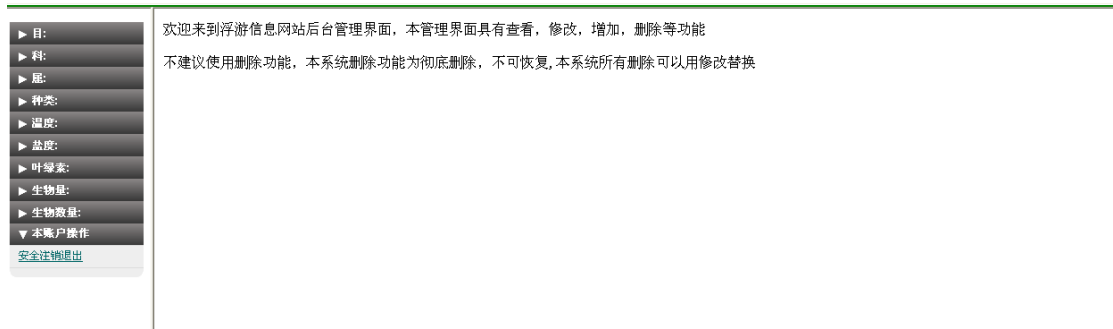 ▶ 目:
▶ 科:
▶ 属:
▶ 种类:
▶ 温度:
▶ 盐度:
▶ 叶绿素:
▶ 生物量:
▶ 生物数量:
▼ 本账户操作
安全注销退出
欢迎来到浮游信息网站后台管理界面，本管理界面具有查看，修改，增加，删除等功能
不建议使用删除功能，本系统删除功能为彻底删除，不可恢复,本系统所有删除可以用修改替换